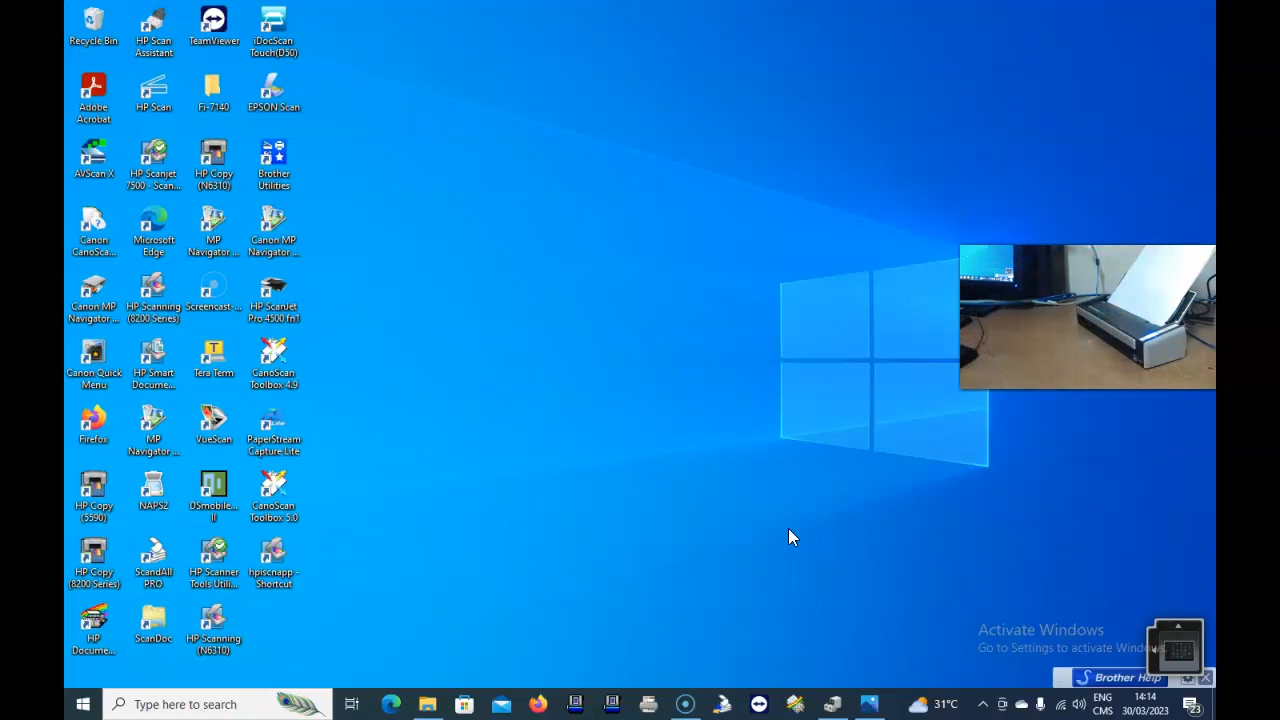 Recycle Bin
HP Scan
Assistant
TeamViewer
iDocScan
Touch(D50)
Adobe
Acrobat
HP Scan
Fi-7140
EPSON Scan
AVScan X
HP Scanjet
7500 - Scan...
HP Copy
(N6310)
Brother
Utilities
Canon
CanoSca...
Microsoft
Edge
MP
Navigator ...
Canon MP
Navigator ...
Canon MP
Navigator ...
HP Scanning
(8200 Series)
Screencast-...
HP ScanJet
Pro 4500 fn1
Canon Quick
Menu
HP Smart
Docume...
Tera Term
CanoScan
Toolbox 4.9
Firefox
MP
Navigator ...
VueScan
PaperStream
Capture Lite
HP Copy
(5590)
NAPS2
DSmobile...
II
CanoScan
Toolbox 5.0
HP Copy
(8200 Series)
ScandAll
PRO
HP Scanner
Tools Utili...
hpiscnapp -
Shortcut
HP
Docume...
ScanDoc
HP Scanning
(N6310)
Activate Windows
Go to Settings to activate Windows.
Brother Help
Type here to search
31°C
ENG
CMS
14:14
30/03/2023
23